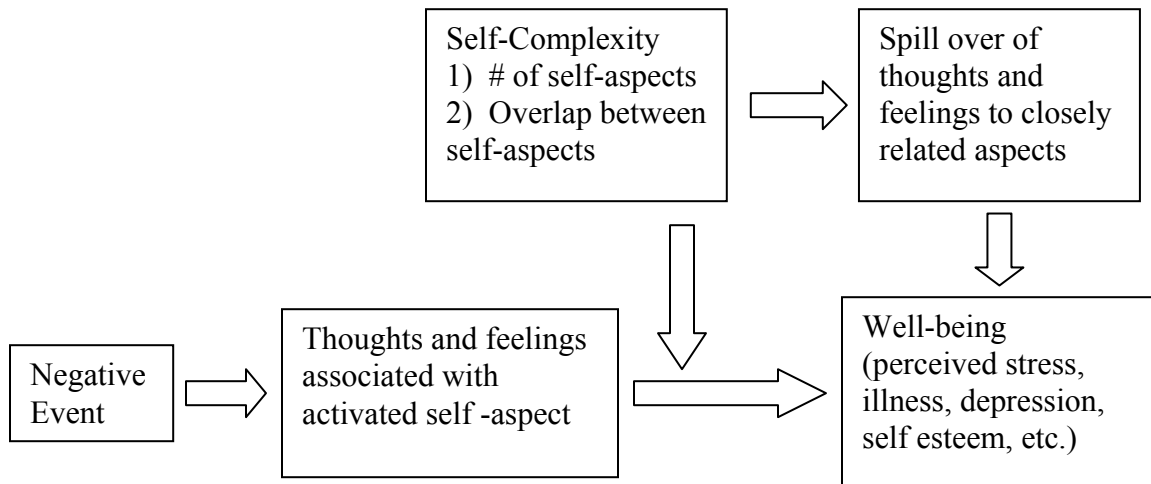 Self-Complexity
1) # of self-aspects
2) Overlap between
self-aspects
Spill over of
thoughts and
feelings to closely
related aspects
Negative
Event
Thoughts and feelings
associated with
activated self -aspect
Well-being
(perceived stress,
illness, depression,
self esteem, etc.)